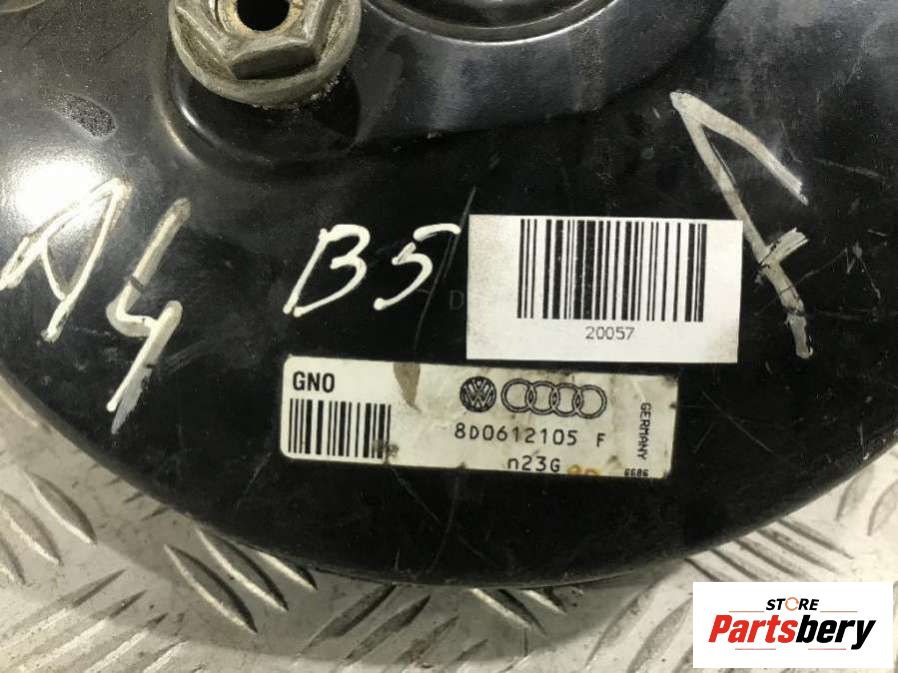 A4 B5
20057
GNO
8D0612105 F
n23G
GERMANY
6686
STORE
Partsbery